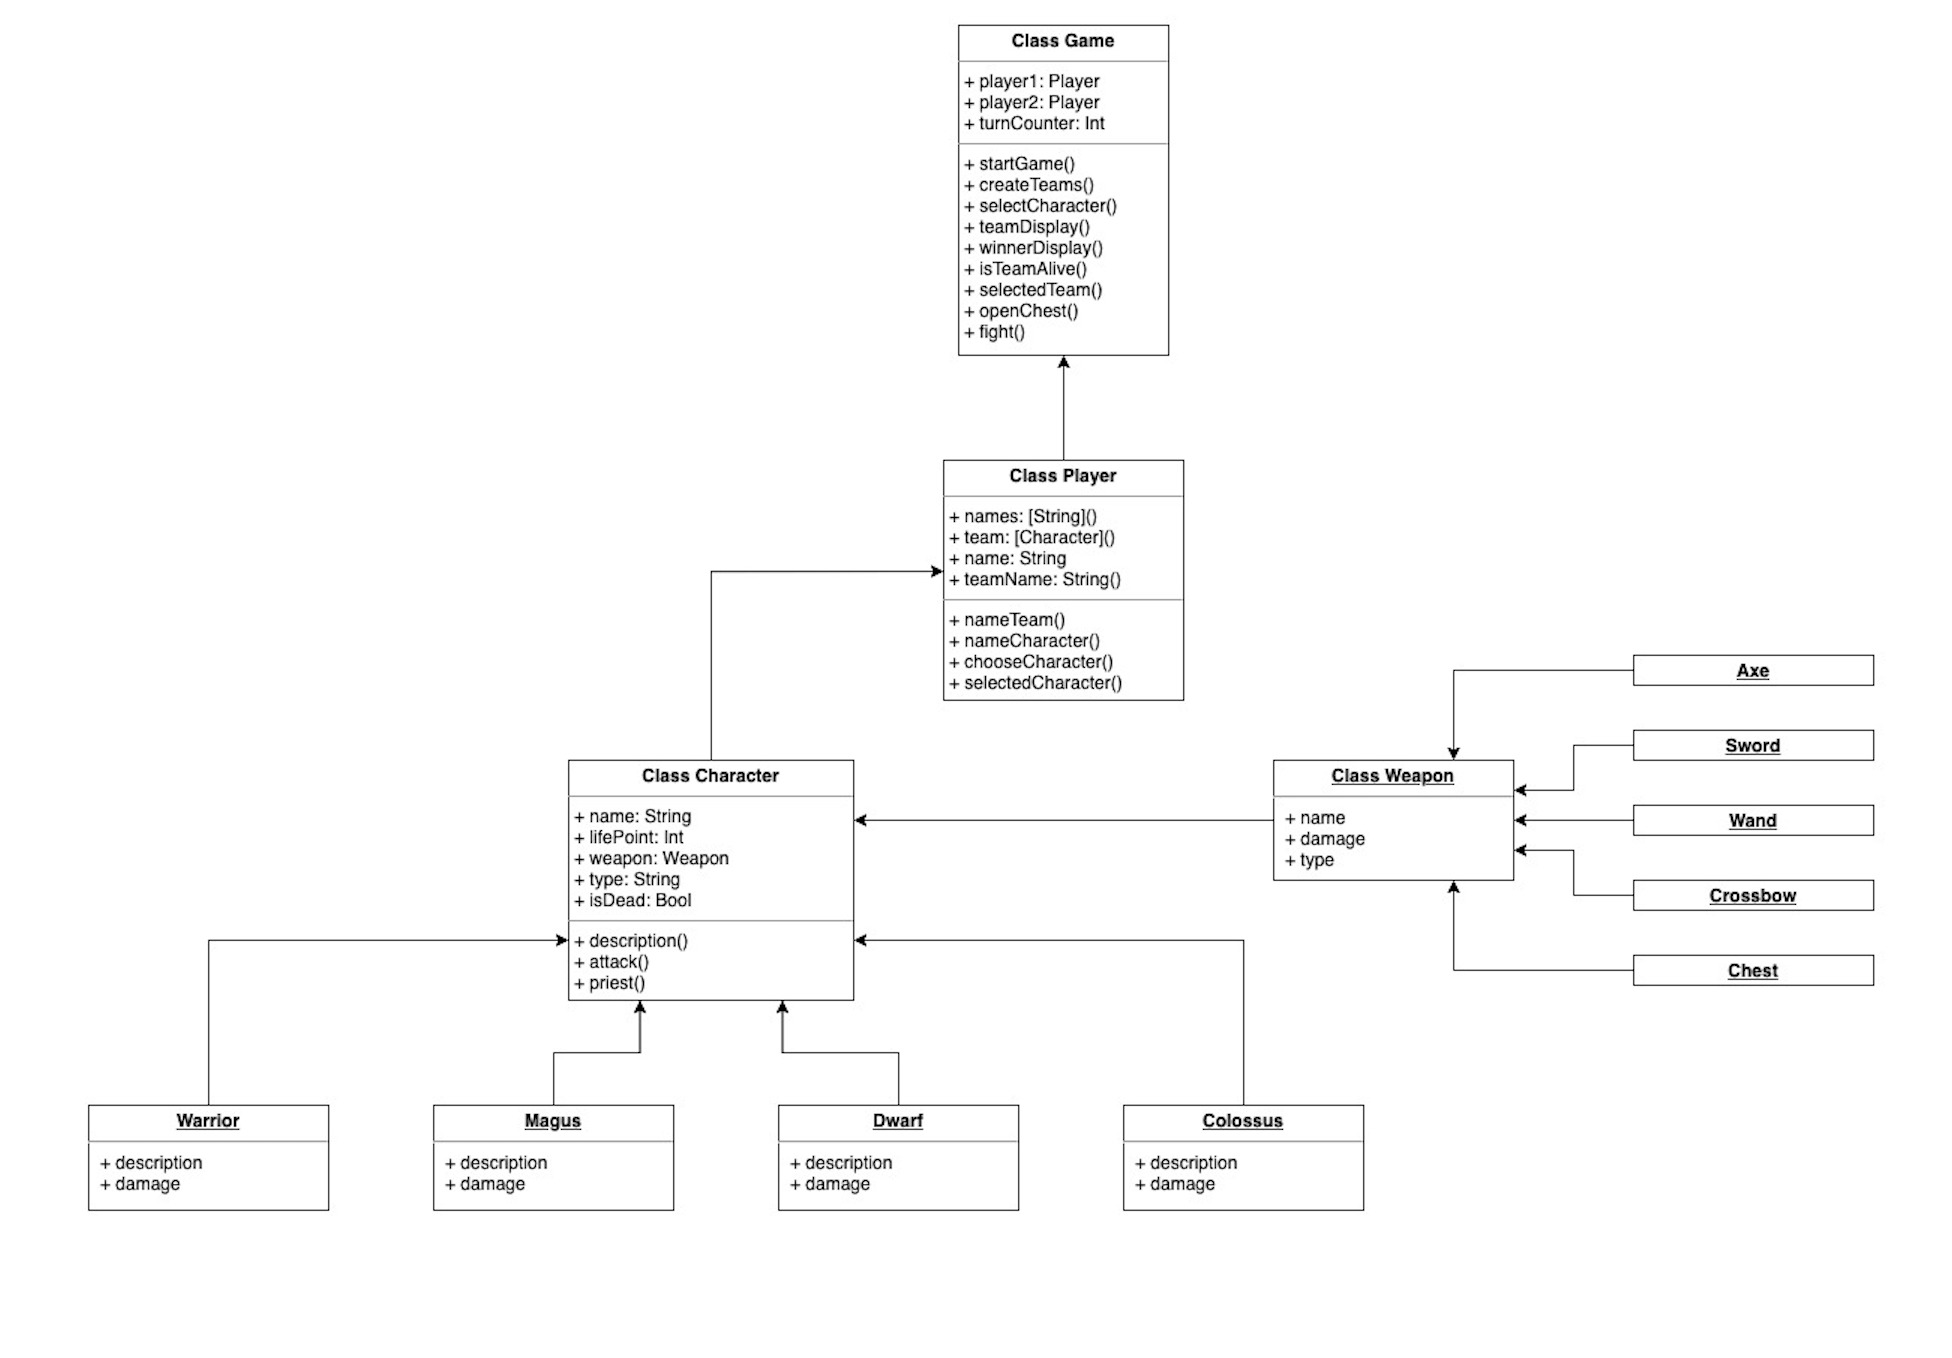 Class Game
+ player1: Player
+ player2: Player
+ turnCounter: Int
+ startGame()
+ createTeams()
+ selectCharacter()
+ teamDisplay()
+ winnerDisplay()
+ isTeamAlive()
+ selectedTeam()
+ openChest()
+ fight()
Class Player
+ names: [String]()
+ team: [Character]()
+ name: String
+ teamName: String()
+ nameTeam()
+ nameCharacter()
+ chooseCharacter()
+ selectedCharacter()
Class Character
+ name: String
+ lifePoint: Int
+ weapon: Weapon
+ type: String
+ isDead: Bool
+ description()
+ attack()
+ priest()
Class Weapon
+ name
+ damage
+ type
Axe
Sword
Wand
Crossbow
Chest
Warrior
+ description
+ damage
Magus
+ description
+ damage
Dwarf
+ description
+ damage
Colossus
+ description
+ damage